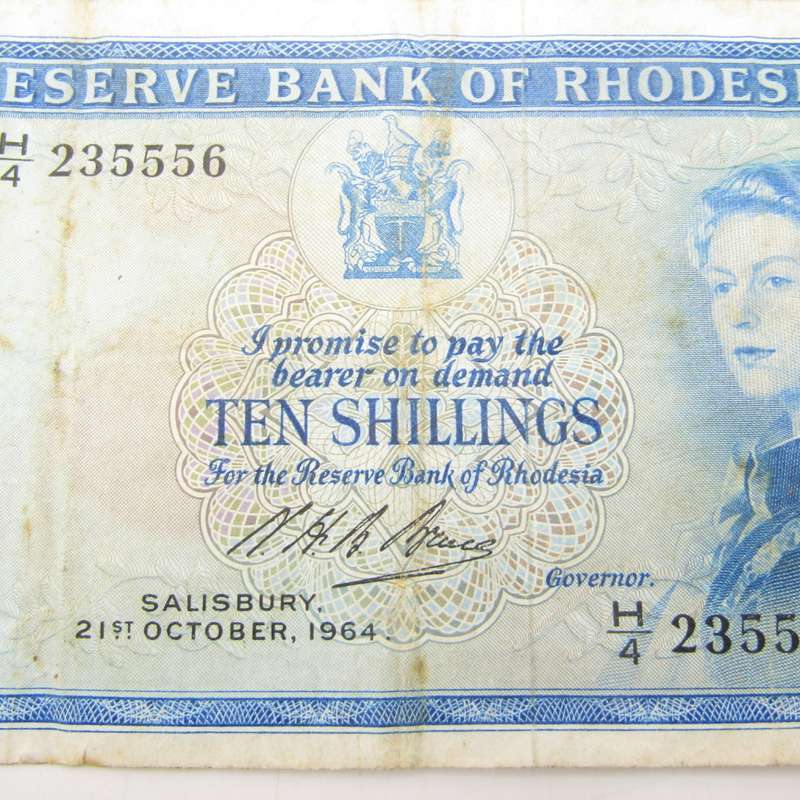 ESERVE BANK OF RHODES
H/4 235556
I promise to pay the
bearer on demand
TEN SHILLINGS
For the Reserve Bank of Rhodesia
Governor.
SALISBURY,
21ST OCTOBER, 1964.
H/4 2355